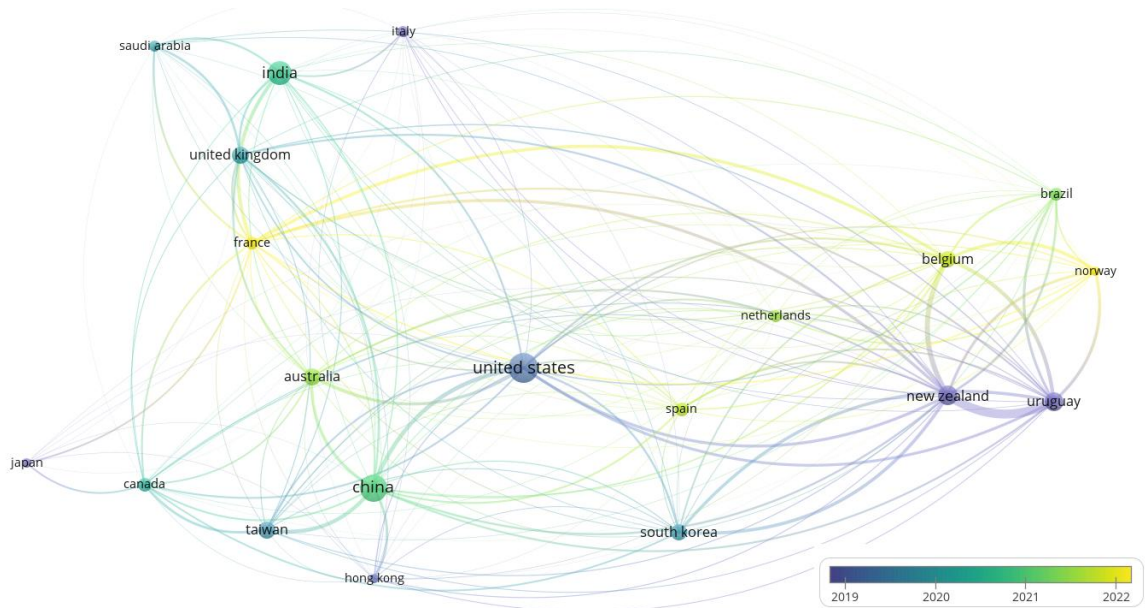 italy
saudi arabia
india
united kingdom
brazil
france
belgium
norway
netherlands
united states
australia
new zealand
uruguay
spain
japan
canada
china
taiwan
south korea
hong kong
2019 2020 2021 2022